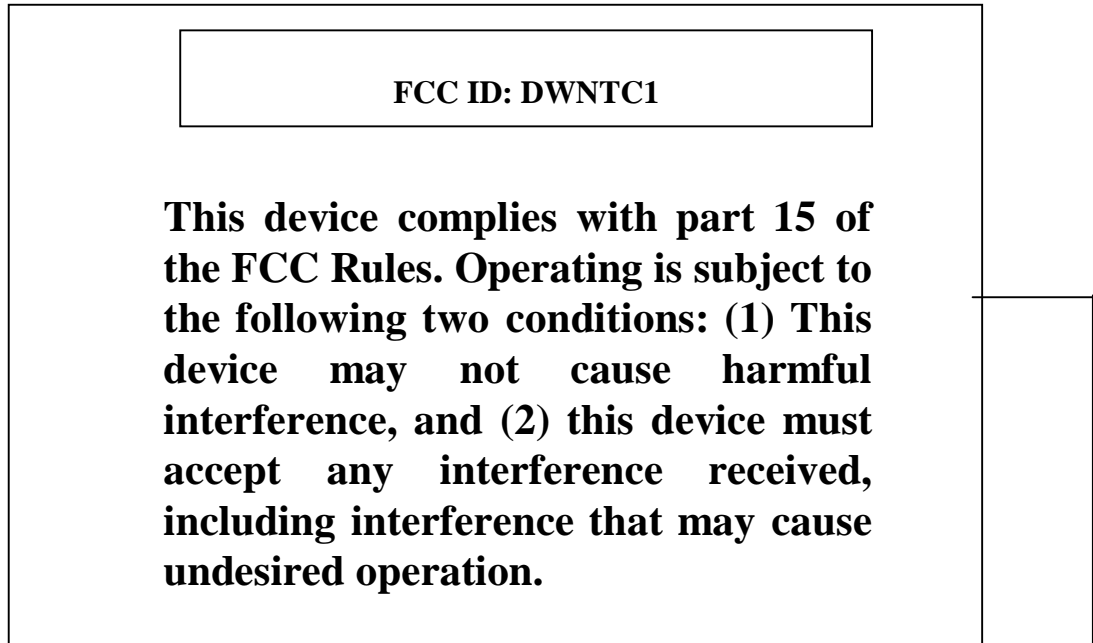 FCC ID: DWNTC1
This device complies with part 15 of
the FCC Rules. Operating is subject to
the following two conditions: (1) This
device may not cause harmful
interference, and (2) this device must
accept any interference received,
including interference that may cause
undesired operation.